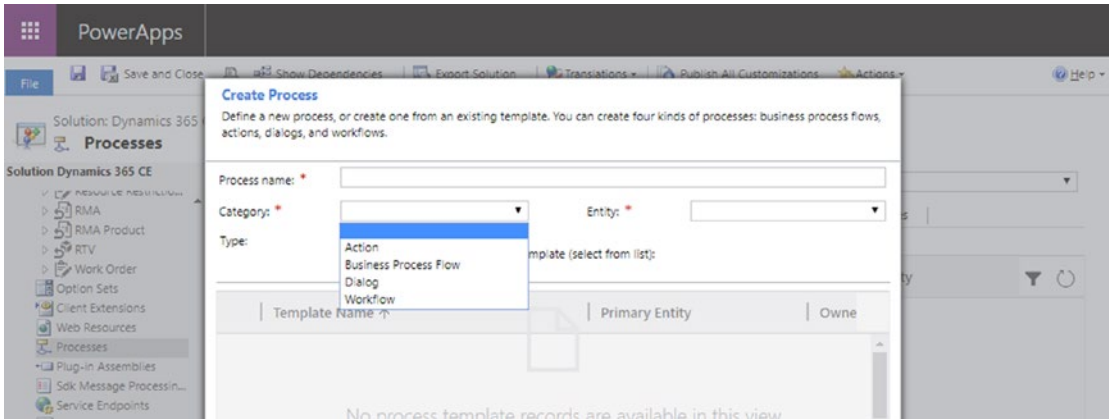 PowerApps
File
Save and Close
Show Dependencies
Export Solution
Translations
Publish All Customizations
Actions
Help
Solution: Dynamics 365
Processes
Solution Dynamics 365 CE
RMA
RMA Product
RTV
Work Order
Option Sets
Client Extensions
Web Resources
Processes
Plug-in Assemblies
Sdk Message Processin...
Service Endpoints
Create Process
Define a new process, or create one from an existing template. You can create four kinds of processes: business process flows,
actions, dialogs, and workflows.
Process name: *
Category: *
Entity: *
Type:
Action
Business Process Flow
Dialog
Workflow
mplate (select from list):
Template Name ↑
Primary Entity
Owne
No process template records are available in this view.